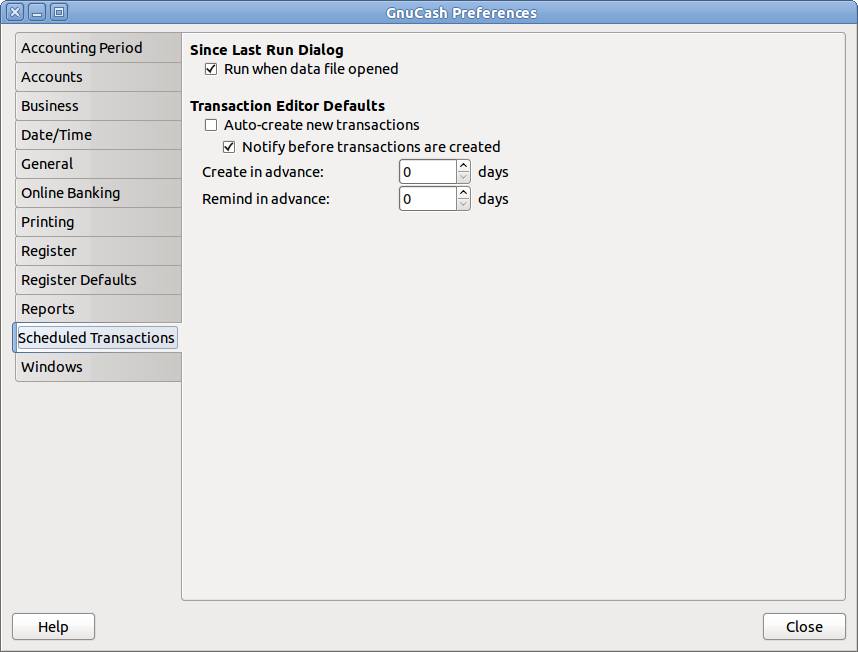 GnuCash Preferences
Accounting Period
Accounts
Business
Date/Time
General
Online Banking
Printing
Register
Register Defaults
Reports
Scheduled Transactions
Windows
Since Last Run Dialog
Run when data file opened
Transaction Editor Defaults
Auto-create new transactions
Notify before transactions are created
Create in advance: 0 days
Remind in advance: 0 days
Help Close